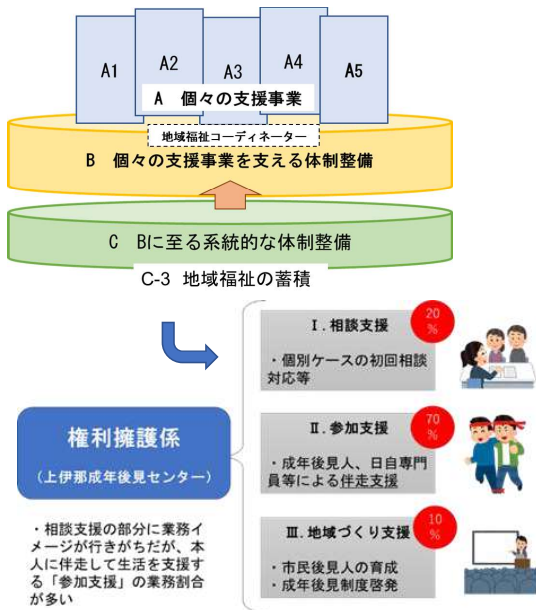 A1
A2
A3
A4
A5
A 個々の支援事業
地域福祉コーディネーター
B 個々の支援事業を支える体制整備
C Bに至る系統的な体制整備
C-3 地域福祉の蓄積
権利擁護係
（上伊那成年後見センター）
・相談支援の部分に業務イ
メージが行きがちだが、本
人に伴走して生活を支援す
る「参加支援」の業務割合
が多い
Ⅰ. 相談支援
20
%
・個別ケースの初回相談
対応等
Ⅱ. 参加支援
70
%
・成年後見人、日自専門
員等による伴走支援
Ⅲ. 地域づくり支援
10
%
・市民後見人の育成
・成年後見制度啓発